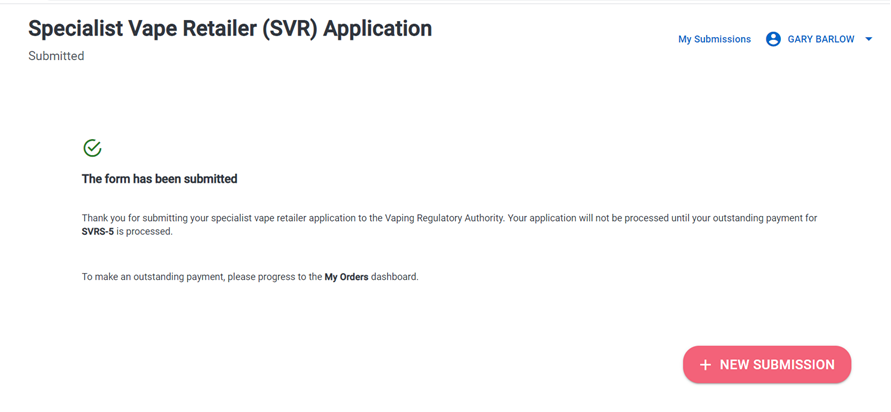 Specialist Vape Retailer (SVR) Application
My Submissions GARY BARLOW
Submitted
The form has been submitted
Thank you for submitting your specialist vape retailer application to the Vaping Regulatory Authority. Your application will not be processed until your outstanding payment for
SVRS-5 is processed.
To make an outstanding payment, please progress to the My Orders dashboard.
+ NEW SUBMISSION